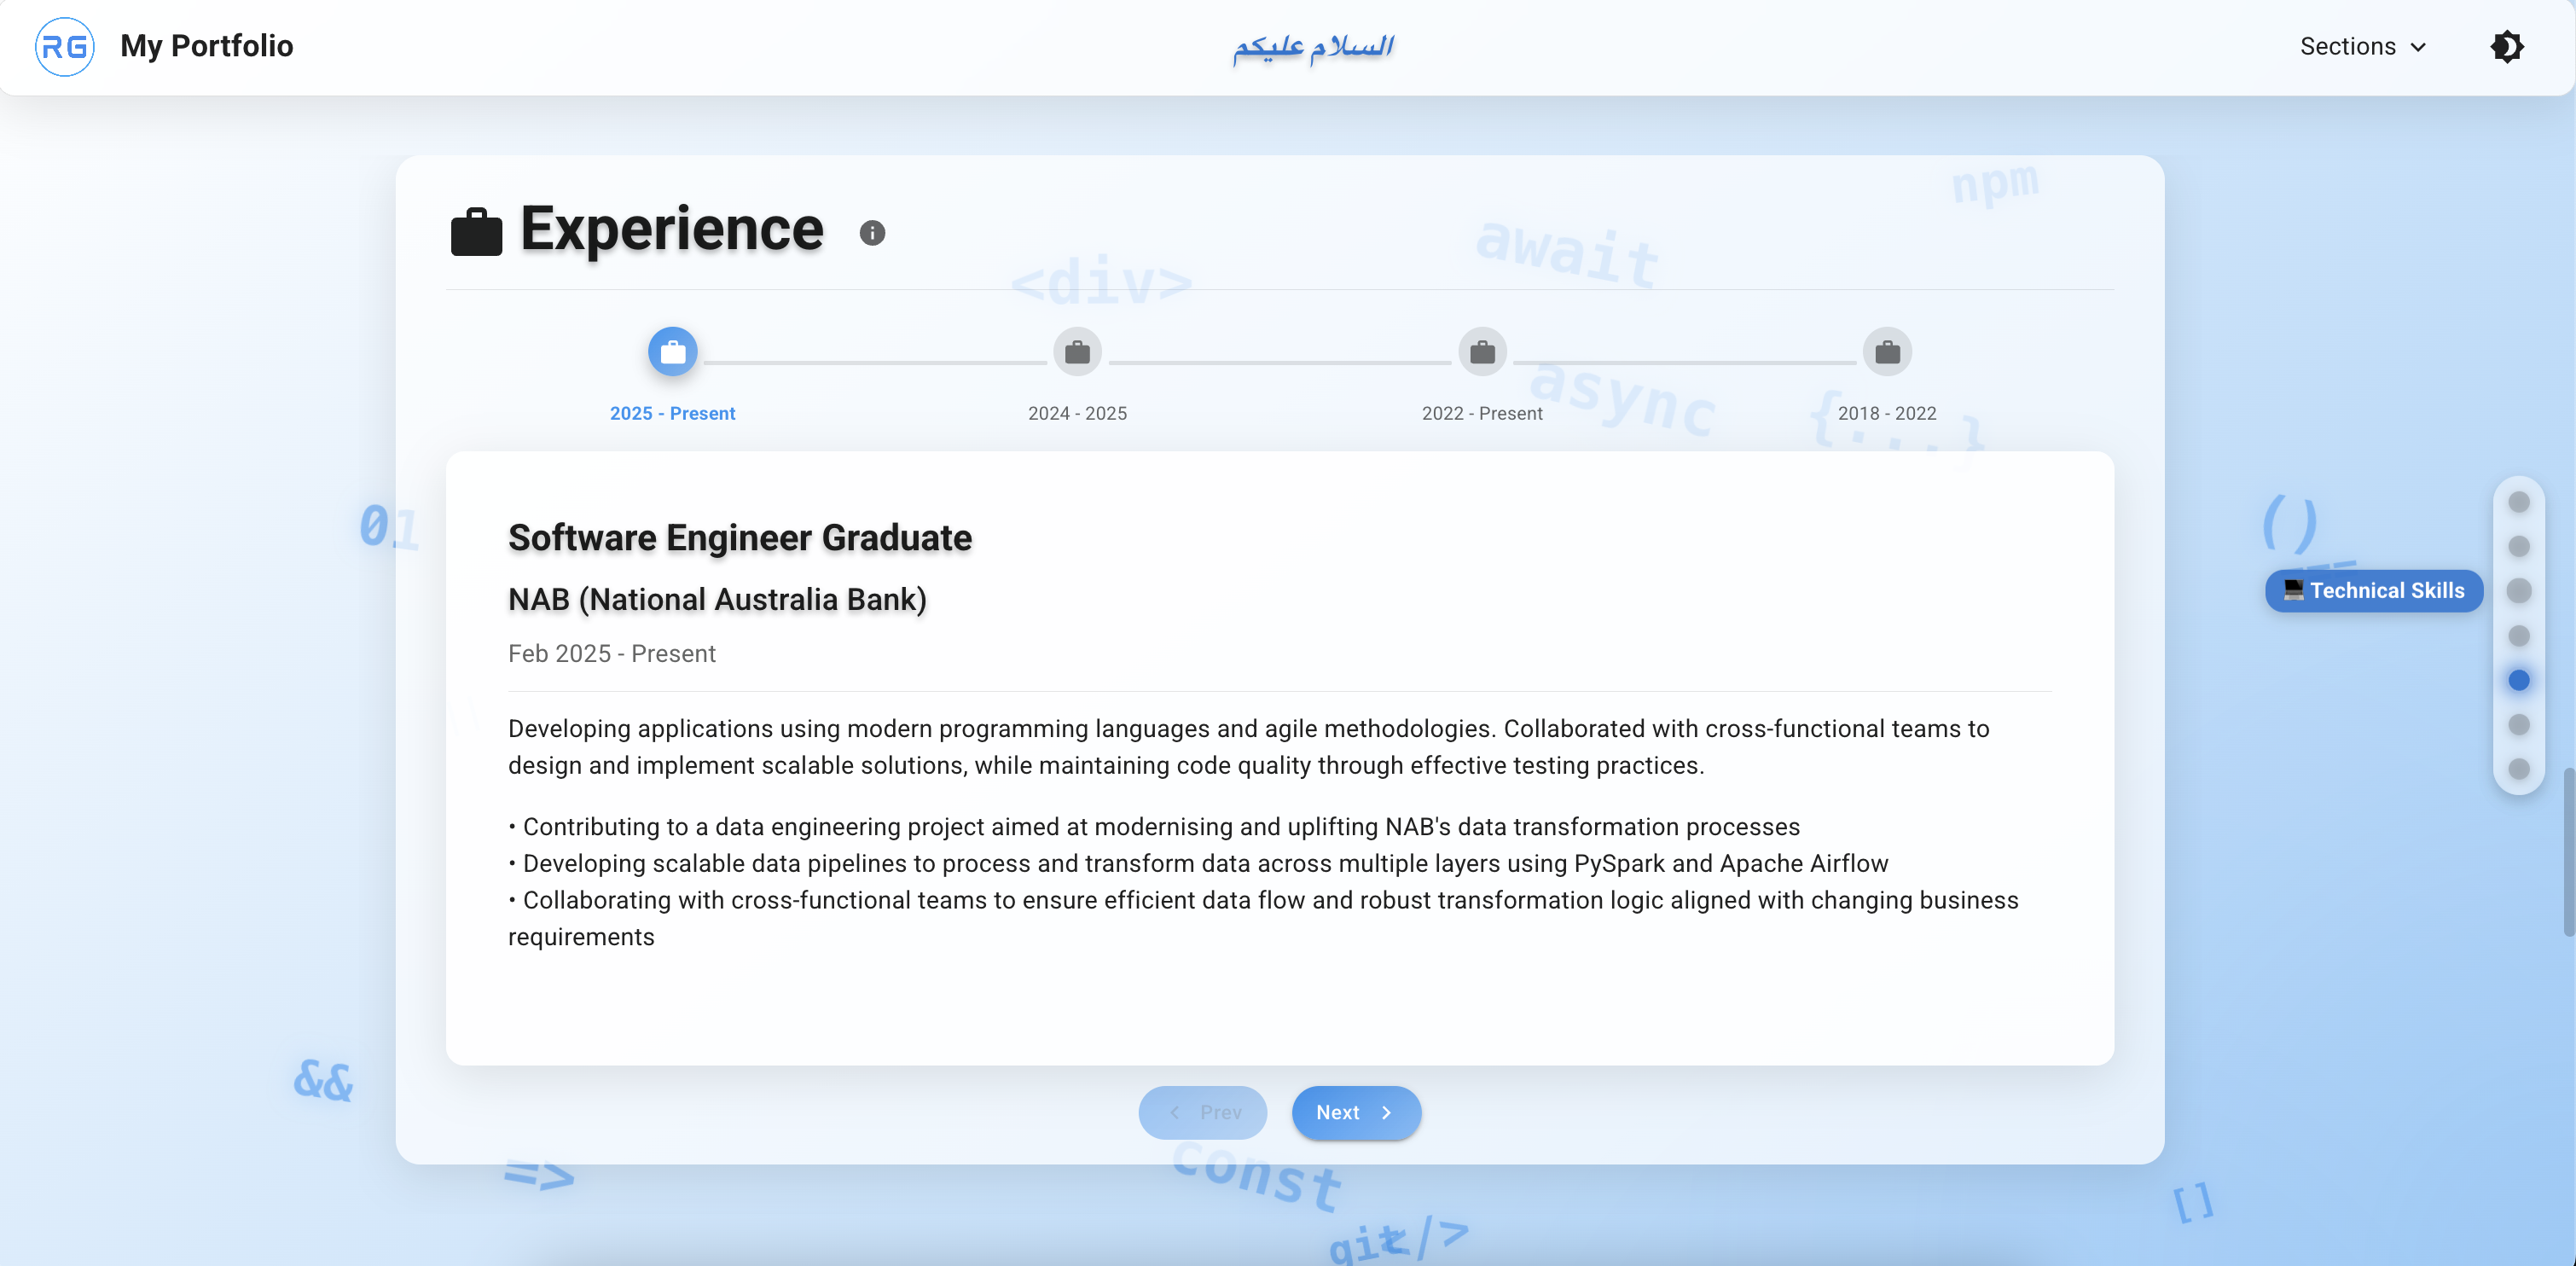 RG
My Portfolio
السلام عليكم
Sections
npm
Experience
await
<div>
2025 - Present
2024 - 2025
2022 - Present
2018 - 2022
async
{...}
01
()
Software Engineer Graduate
NAB (National Australia Bank)
Technical Skills
Feb 2025 - Present
Developing applications using modern programming languages and agile methodologies. Collaborated with cross-functional teams to
design and implement scalable solutions, while maintaining code quality through effective testing practices.
• Contributing to a data engineering project aimed at modernising and uplifting NAB's data transformation processes
• Developing scalable data pipelines to process and transform data across multiple layers using PySpark and Apache Airflow
• Collaborating with cross-functional teams to ensure efficient data flow and robust transformation logic aligned with changing business
requirements
&&
Prev
Next
const
=>
[]
git
</>